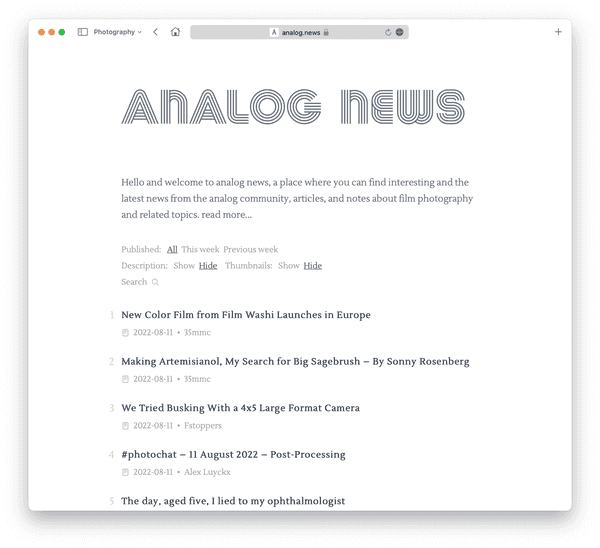 Photography
A analog.news
ANALOG NEWS
Hello and welcome to analog news, a place where you can find interesting and the
latest news from the analog community, articles, and notes about film photography
and related topics. read more...
Published: All This week Previous week
Description: Show Hide Thumbnails: Show Hide
Search
1 New Color Film from Film Washi Launches in Europe
2022-08-11 • 35mmc
2 Making Artemisianol, My Search for Big Sagebrush – By Sonny Rosenberg
2022-08-11 • 35mmc
3 We Tried Busking With a 4x5 Large Format Camera
2022-08-11 • Fstoppers
4 #photochat – 11 August 2022 – Post-Processing
2022-08-11 • Alex Luyckx
5 The day, aged five, I lied to my ophthalmologist